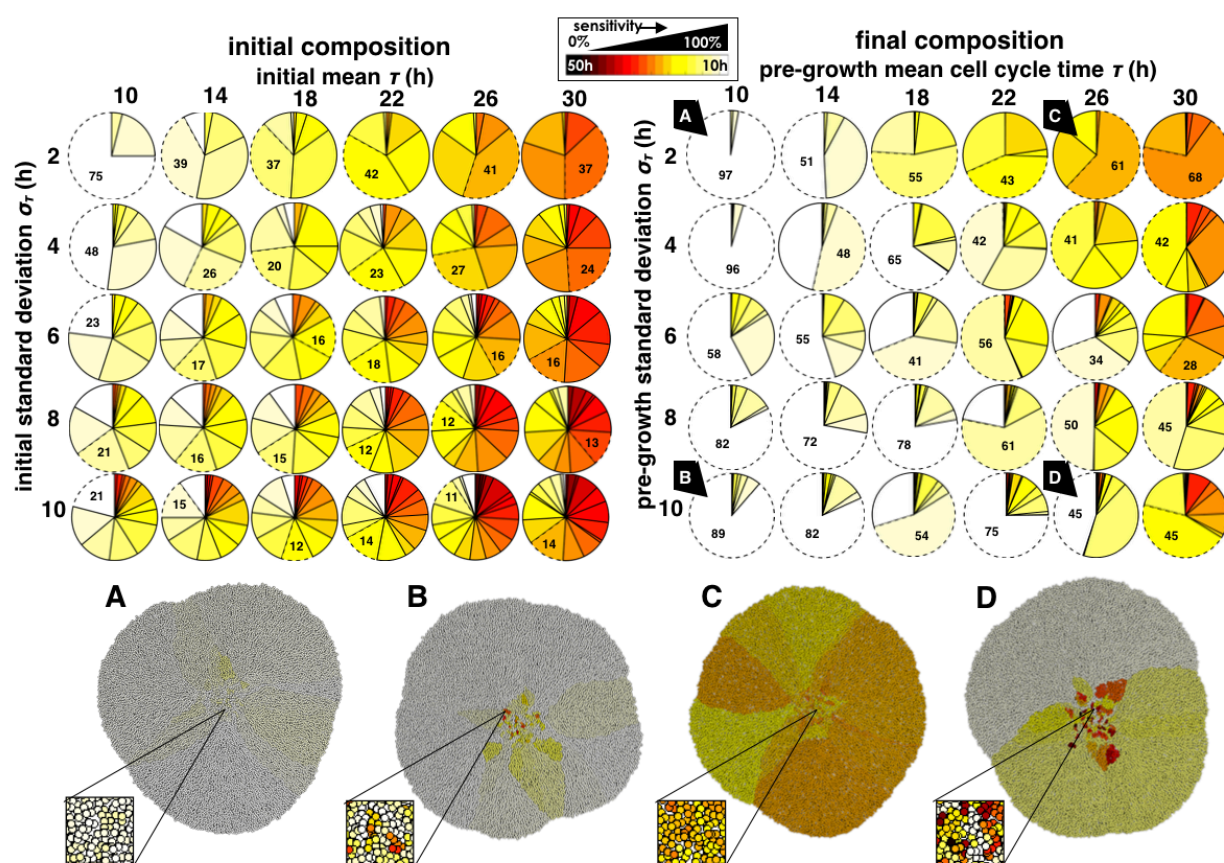 initial composition
initial mean τ (h)
10 14 18 22 26 30
sensitivity
0% 100%
50h 10h
final composition
pre-growth mean cell cycle time τ (h)
10 14 18 22 26 30
initial standard deviation στ (h)
2 75 39 37 42 41 37
4 48 26 20 23 27 24
6 23 17 16 18 16 16
8 21 16 15 12 12 13
10 21 15 12 14 11 14
pre-growth standard deviation στ (h)
A C
2 97 51 55 43 61 68
4 96 48 65 42 41 42
6 58 55 41 56 34 28
8 82 72 78 61 50 45
B D
10 89 82 54 75 45 45
A B C D